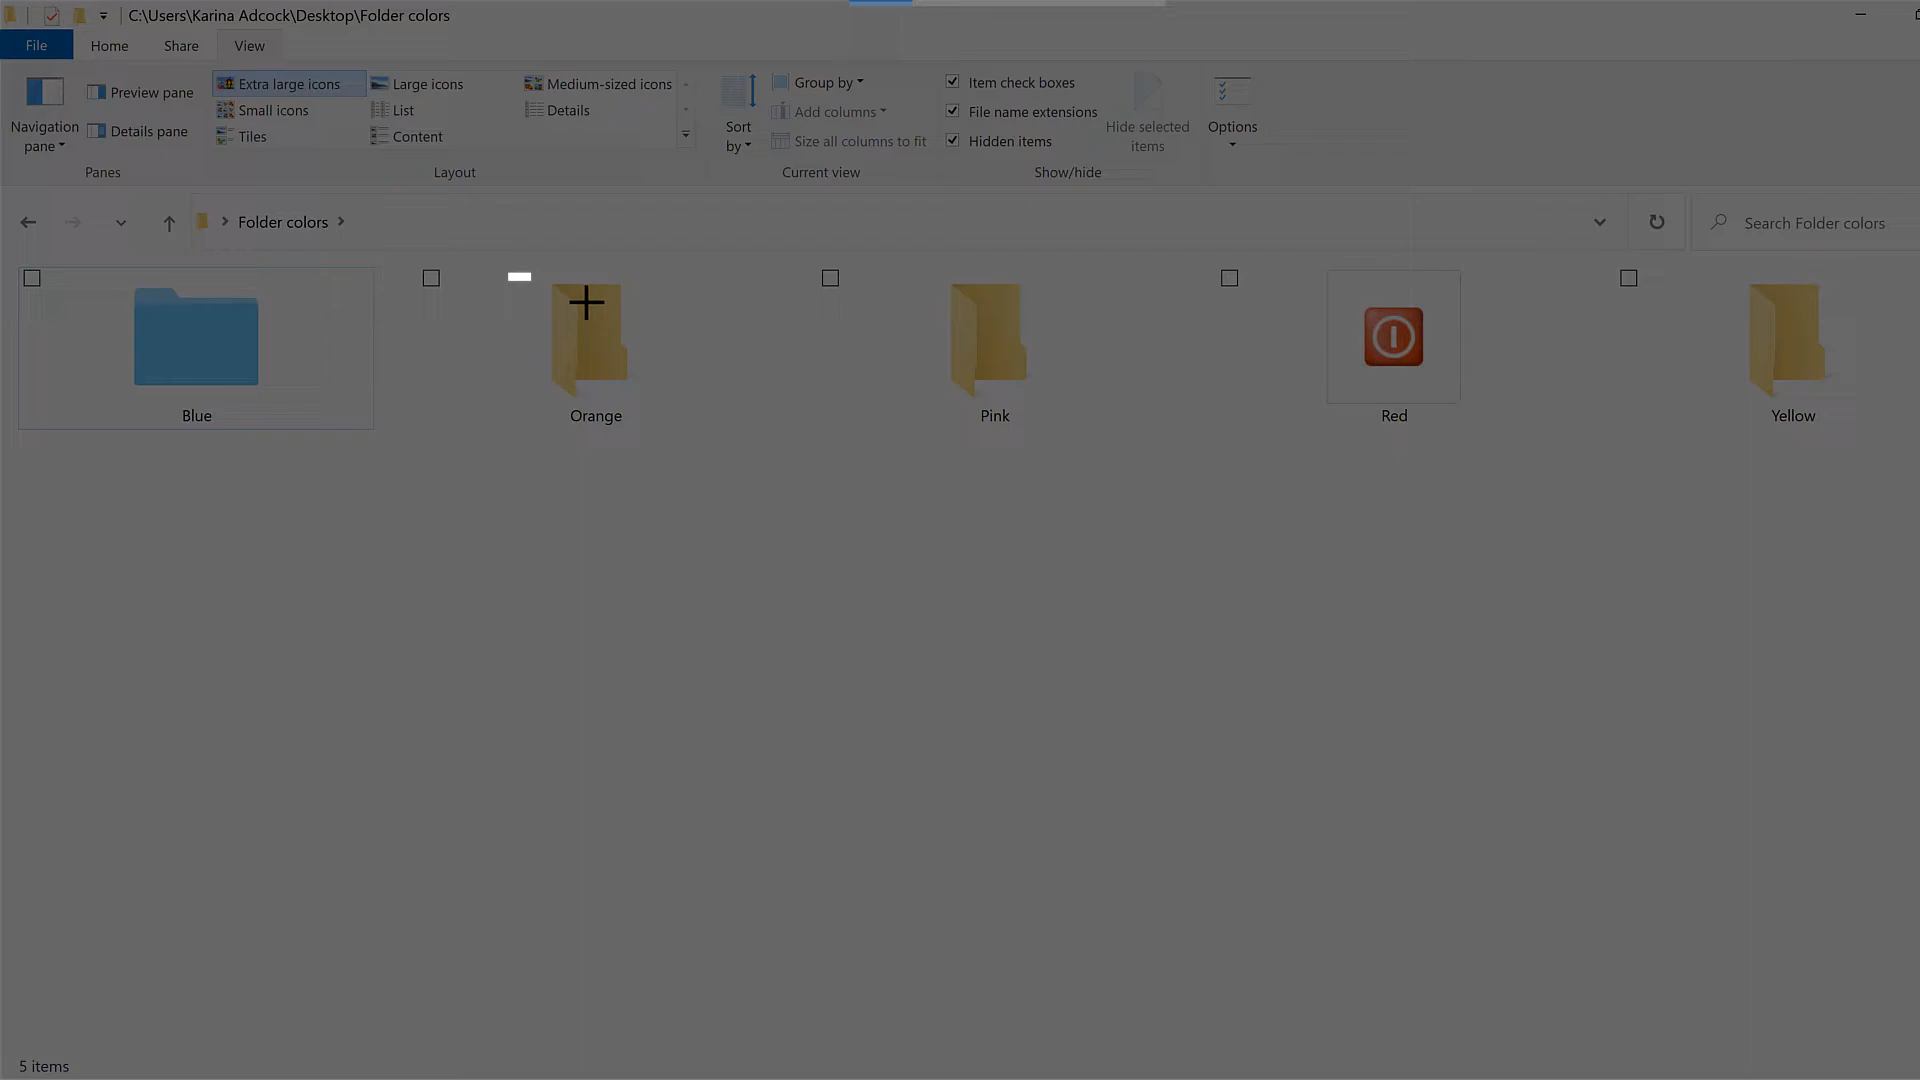 C:\Users\Karina Adcock\Desktop\Folder colors
File Home Share View
Navigation pane
Preview pane
Details pane
Panes
Extra large icons Large icons Medium-sized icons
Small icons List Details
Tiles Content
Layout
Sort by
Group by
Add columns
Size all columns to fit
Current view
Item check boxes
File name extensions
Hidden items
Hide selected items
Show/hide
Options
Folder colors
Search Folder colors
Blue Orange Pink Red Yellow
5 items